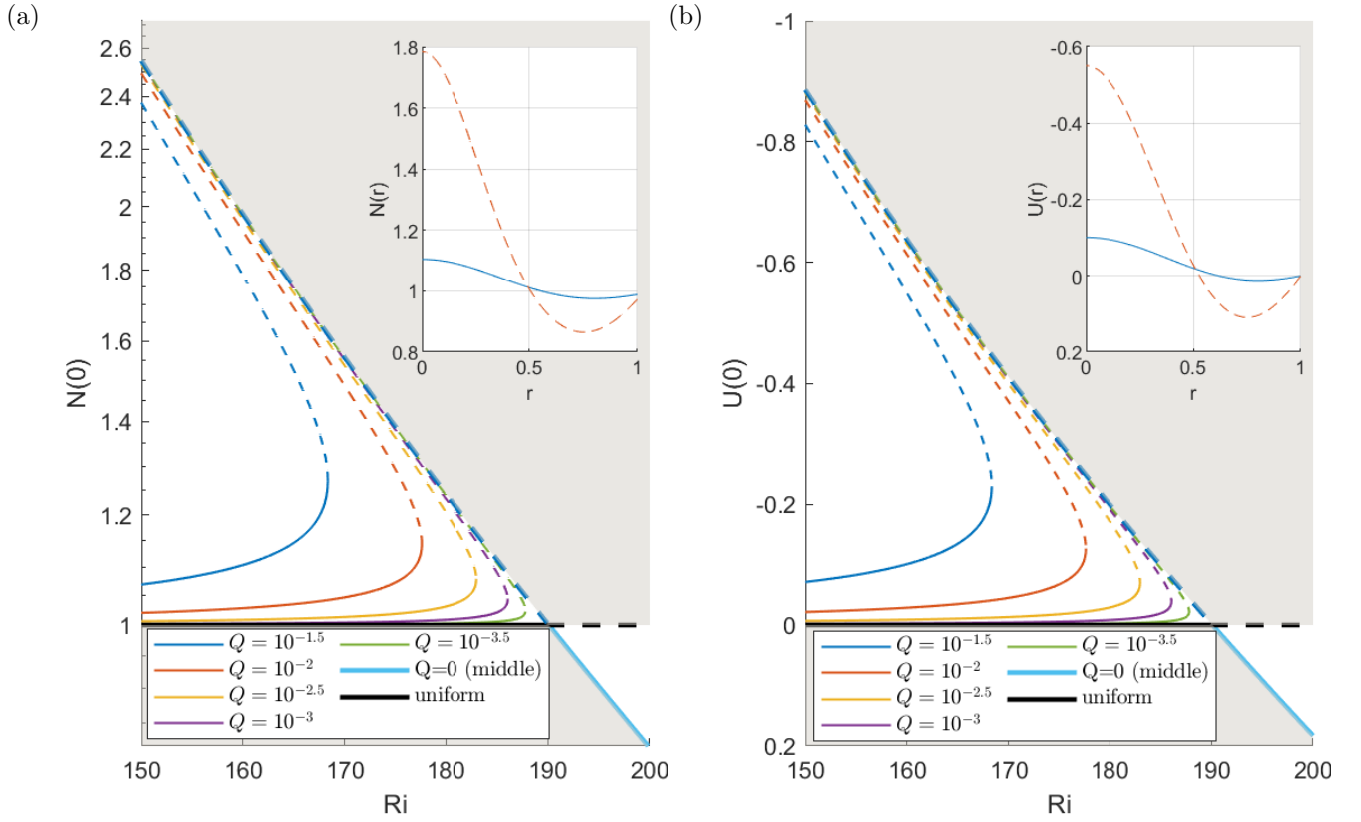 (a)
N(0)
2.6
2.4
2.2
2
1.8
1.6
1.4
1.2
1
150
160
170
180
190
200
Ri
N(r)
1.8
1.6
1.4
1.2
1
0.8
0
0.5
1
r
Q = 10^{-1.5}
Q = 10^{-2}
Q = 10^{-2.5}
Q = 10^{-3}
Q = 10^{-3.5}
Q=0 (middle)
uniform
(b)
U(0)
-1
-0.8
-0.6
-0.4
-0.2
0
0.2
150
160
170
180
190
200
Ri
U(r)
-0.6
-0.4
-0.2
0
0.2
0
0.5
1
r
Q = 10^{-1.5}
Q = 10^{-2}
Q = 10^{-2.5}
Q = 10^{-3}
Q = 10^{-3.5}
Q=0 (middle)
uniform